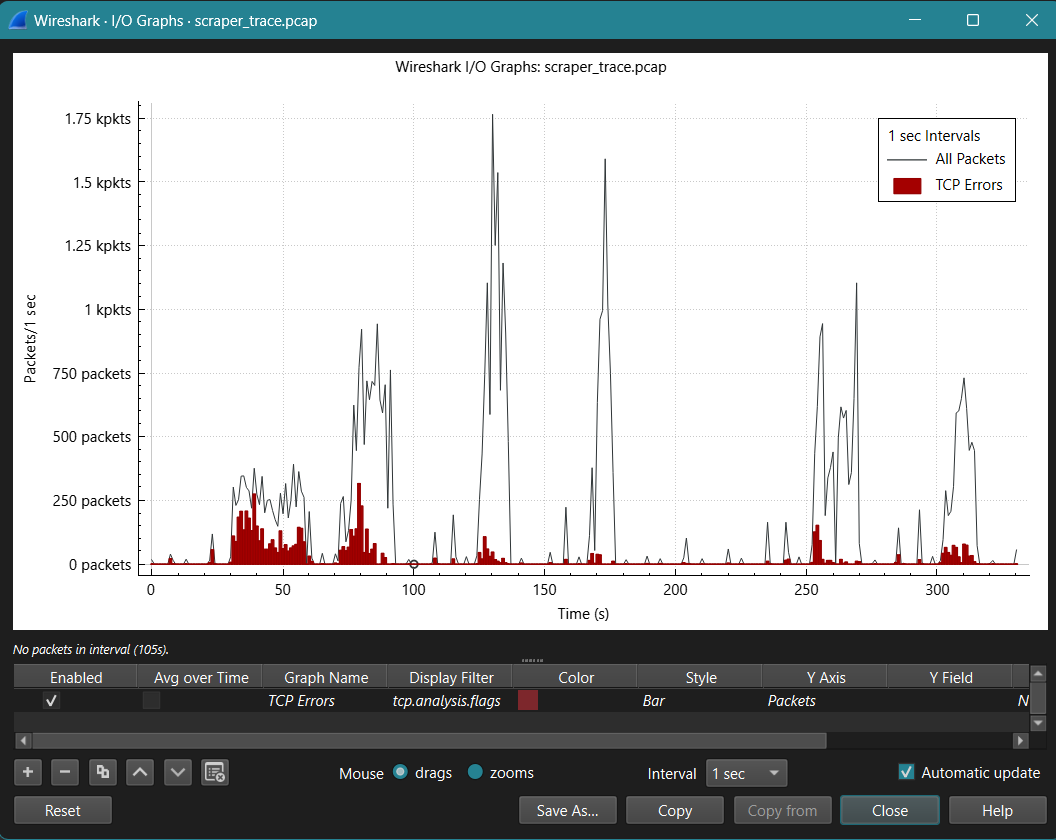 Wireshark · I/O Graphs · scraper_trace.pcap
Wireshark I/O Graphs: scraper_trace.pcap
1.75 kpkts
1.5 kpkts
1.25 kpkts
1 kpkts
750 packets
500 packets
250 packets
0 packets
Packets/1 sec
1 sec Intervals
All Packets
TCP Errors
0 50 100 150 200 250 300
Time (s)
No packets in interval (105s).
Enabled Avg over Time Graph Name Display Filter Color Style Y Axis Y Field
TCP Errors tcp.analysis.flags Bar Packets N
Mouse drags zooms Interval 1 sec Automatic update
Reset Save As... Copy Copy from Close Help